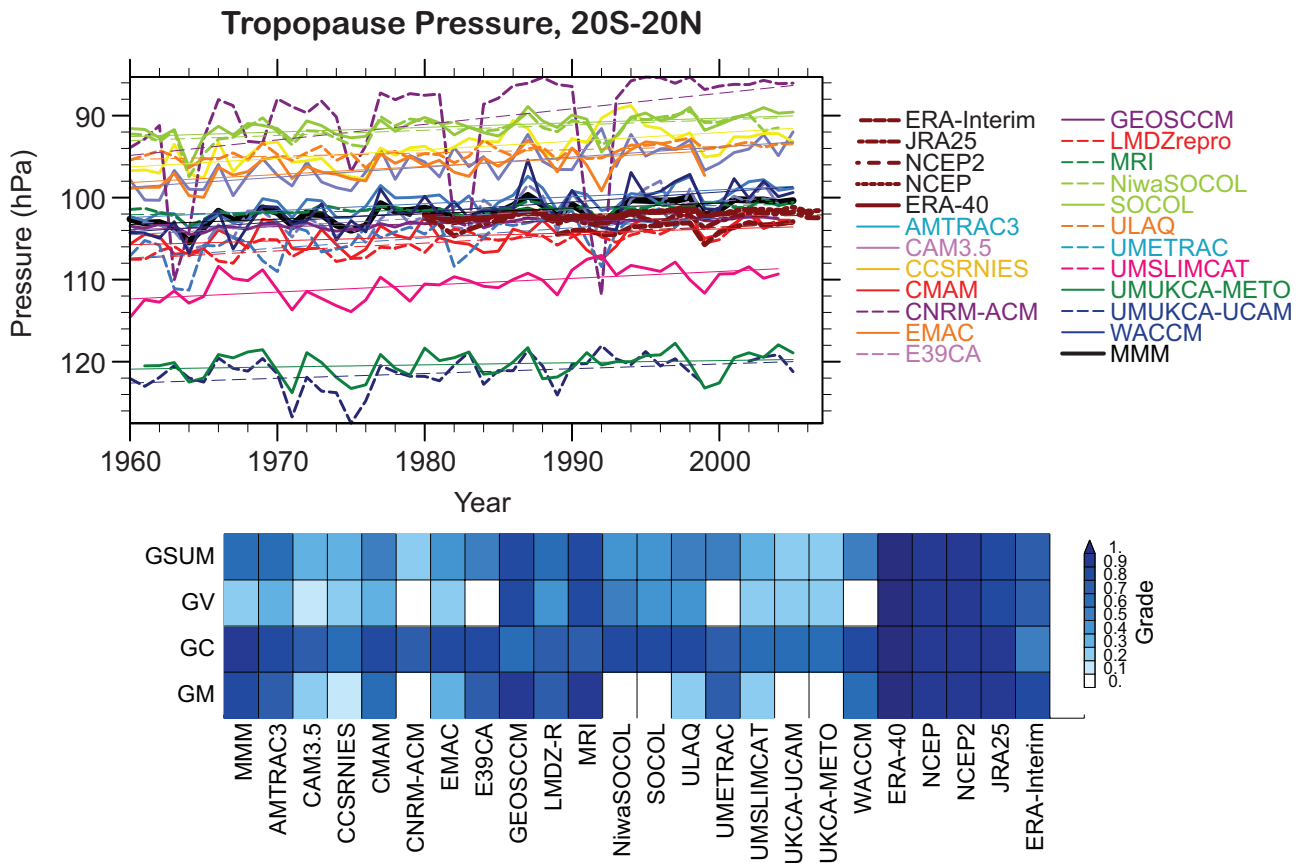 Tropopause Pressure, 20S-20N
Pressure (hPa)
90
100
110
120
1960
1970
1980
1990
2000
Year
ERA-Interim
JRA25
NCEP2
NCEP
ERA-40
AMTRAC3
CAM3.5
CCSRNIES
CMAM
CNRM-ACM
EMAC
E39CA
GEOSCCM
LMDZrepro
MRI
NiwaSOCOL
SOCOL
ULAQ
UMETRAC
UMSLIMCAT
UMUKCA-METO
UMUKCA-UCAM
WACCM
MMM
GSUM
GV
GC
GM
MMM
AMTRAC3
CAM3.5
CCSRNIES
CMAM
CNRM-ACM
EMAC
E39CA
GEOSCCM
LMDZ-R
MRI
NiwaSOCOL
SOCOL
ULAQ
UMETRAC
UMSLIMCAT
UKCA-UCAM
UKCA-METO
WACCM
ERA-40
NCEP
NCEP2
JRA25
ERA-Interim
1.
0.9
0.8
0.7
0.6
0.5
0.4
0.3
0.2
0.1
0.
Grade